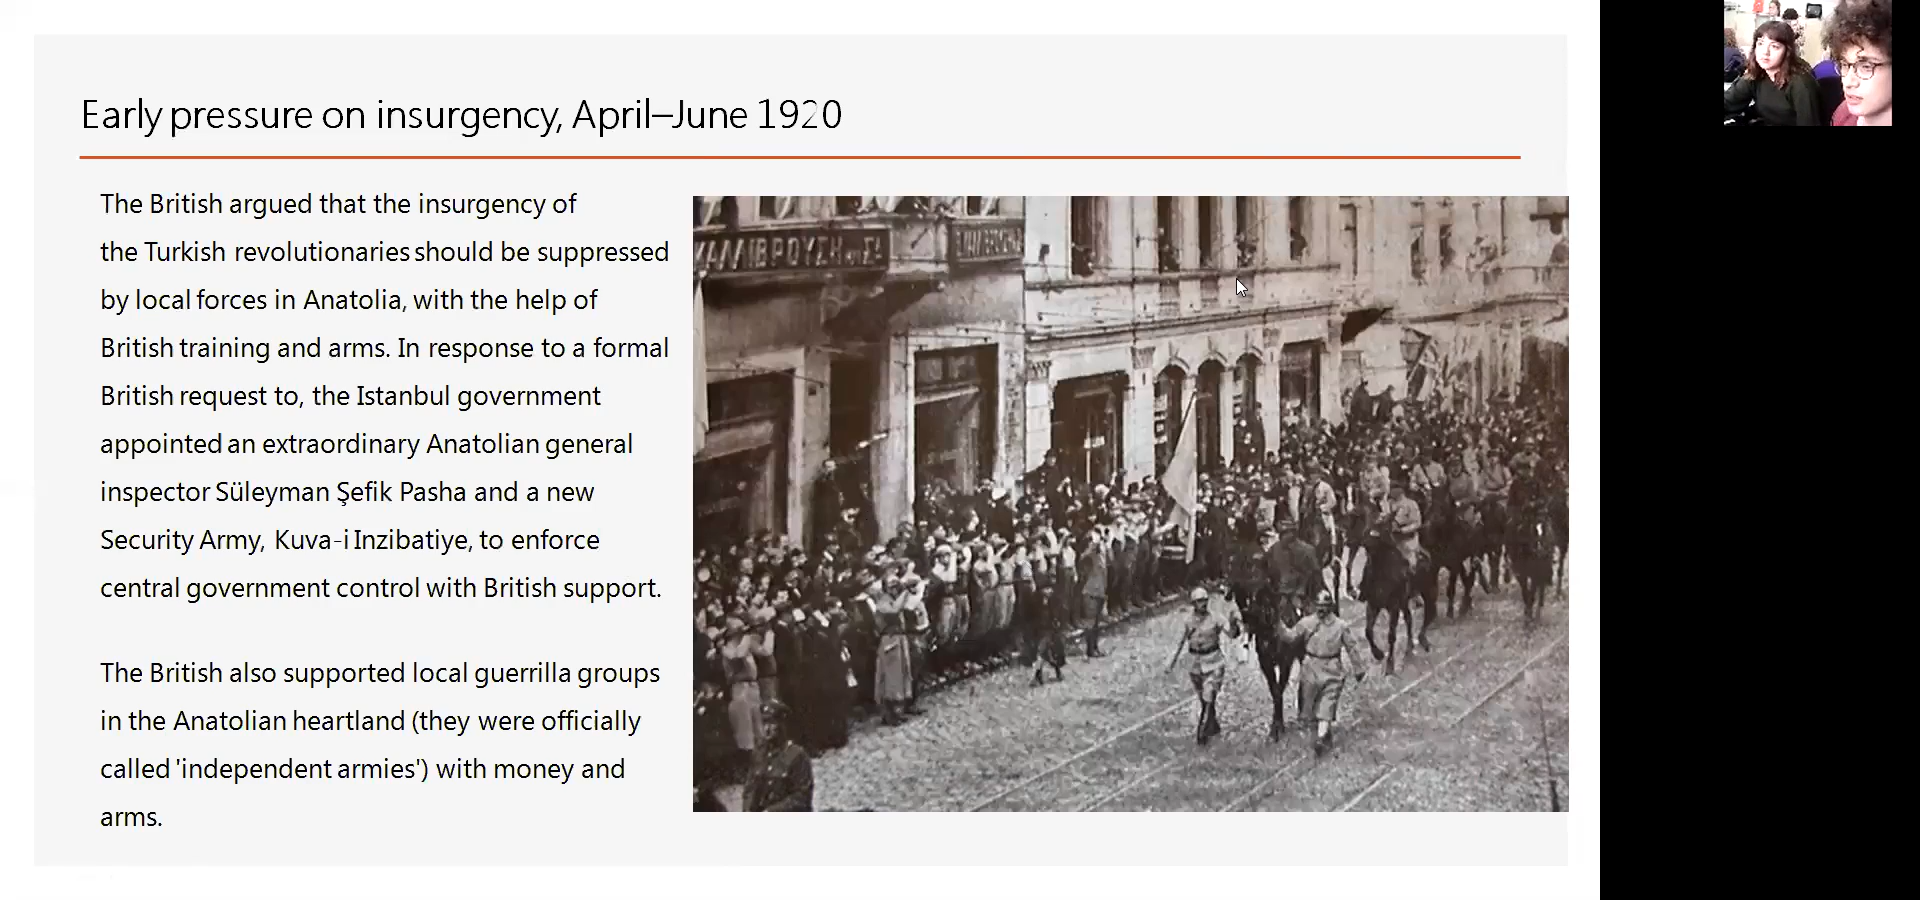 Early pressure on insurgency, April–June 1920
The British argued that the insurgency of
the Turkish revolutionaries should be suppressed
by local forces in Anatolia, with the help of
British training and arms. In response to a formal
British request to, the Istanbul government
appointed an extraordinary Anatolian general
inspector Süleyman Şefik Pasha and a new
Security Army, Kuva-i Inzibatiye, to enforce
central government control with British support.
The British also supported local guerrilla groups
in the Anatolian heartland (they were officially
called 'independent armies') with money and
arms.